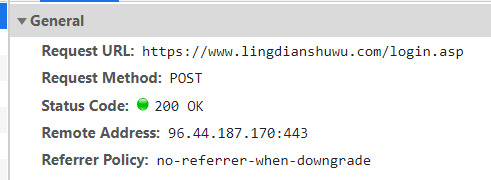 General
Request URL: https://www.lingdianshuwu.com/login.asp
Request Method: POST
Status Code: 200 OK
Remote Address: 96.44.187.170:443
Referrer Policy: no-referrer-when-downgrade